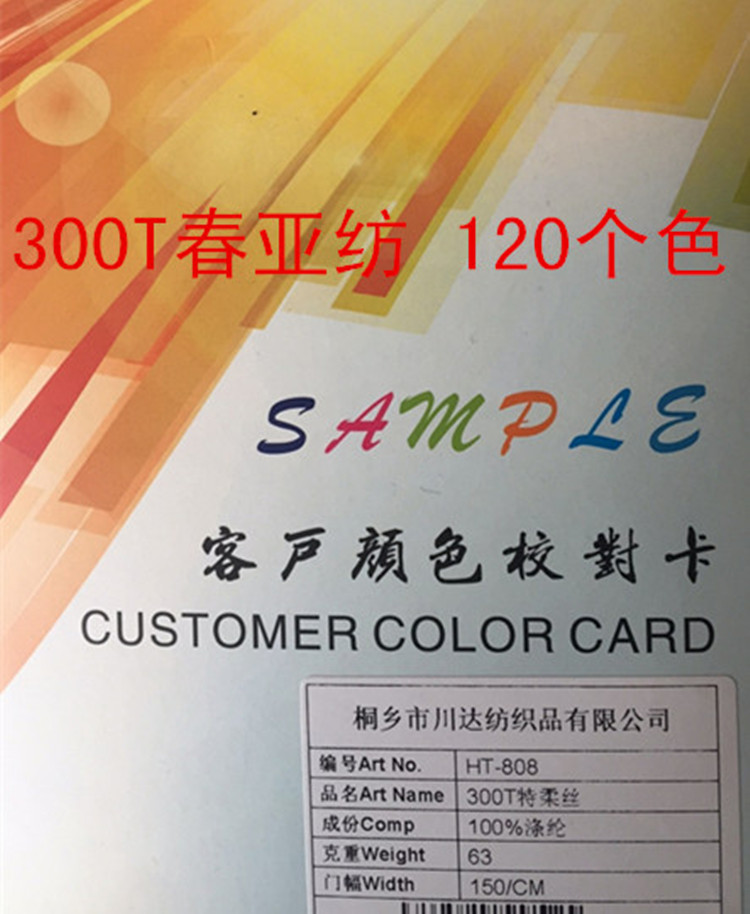 300T春亚纺 120个色
SAMPLE
客戸顔色校對卡
CUSTOMER COLOR CARD
桐乡市川达纺织品有限公司
编号Art No. HT-808
品名Art Name 300T特柔丝
成份Comp 100%涤纶
克重Weight 63
门幅Width 150/CM